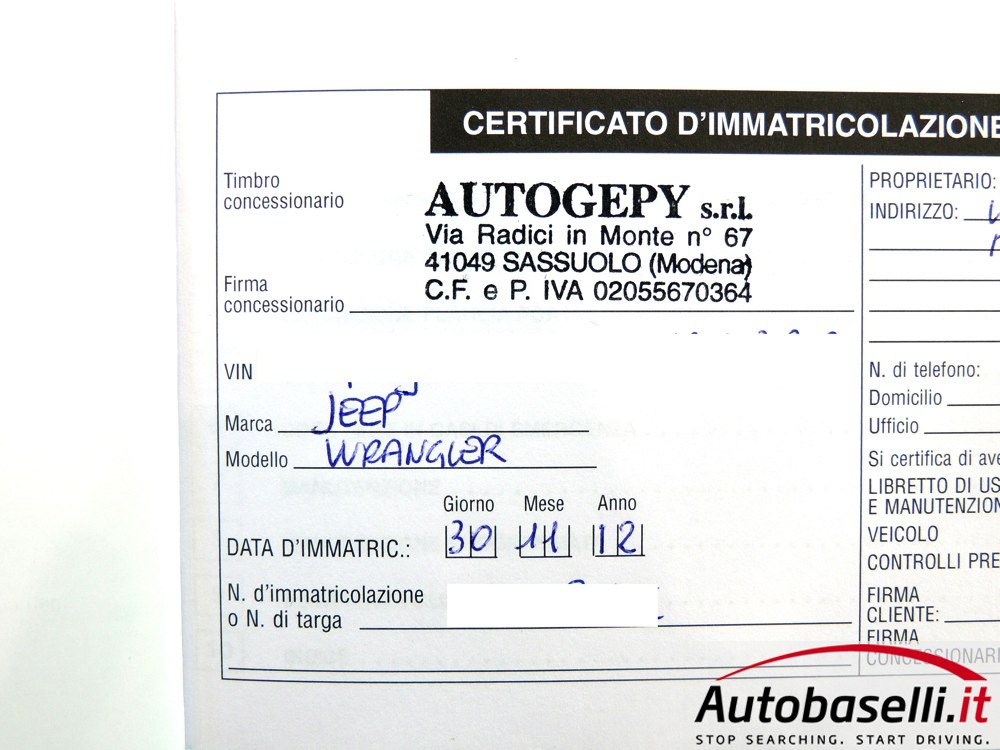 CERTIFICATO D'IMMATRICOLAZIONE
Timbro
concessionario
AUTOGEPY s.r.l.
Via Radici in Monte n° 67
41049 SASSUOLO (Modena)
C.F. e P. IVA 02055670364
Firma
concessionario
VIN
Marca JEEP
Modello WRANGLER
Giorno Mese Anno
DATA D'IMMATRIC.: 30 11 12
N. d'immatricolazione
o N. di targa
PROPRIETARIO:
INDIRIZZO:
N. di telefono:
Domicilio
Ufficio
Si certifica di ave
LIBRETTO DI US
E MANUTENZION
VEICOLO
CONTROLLI PRE
FIRMA
CLIENTE:
FIRMA
CONCESSIONARI
Autobaselli.it
STOP SEARCHING. START DRIVING.